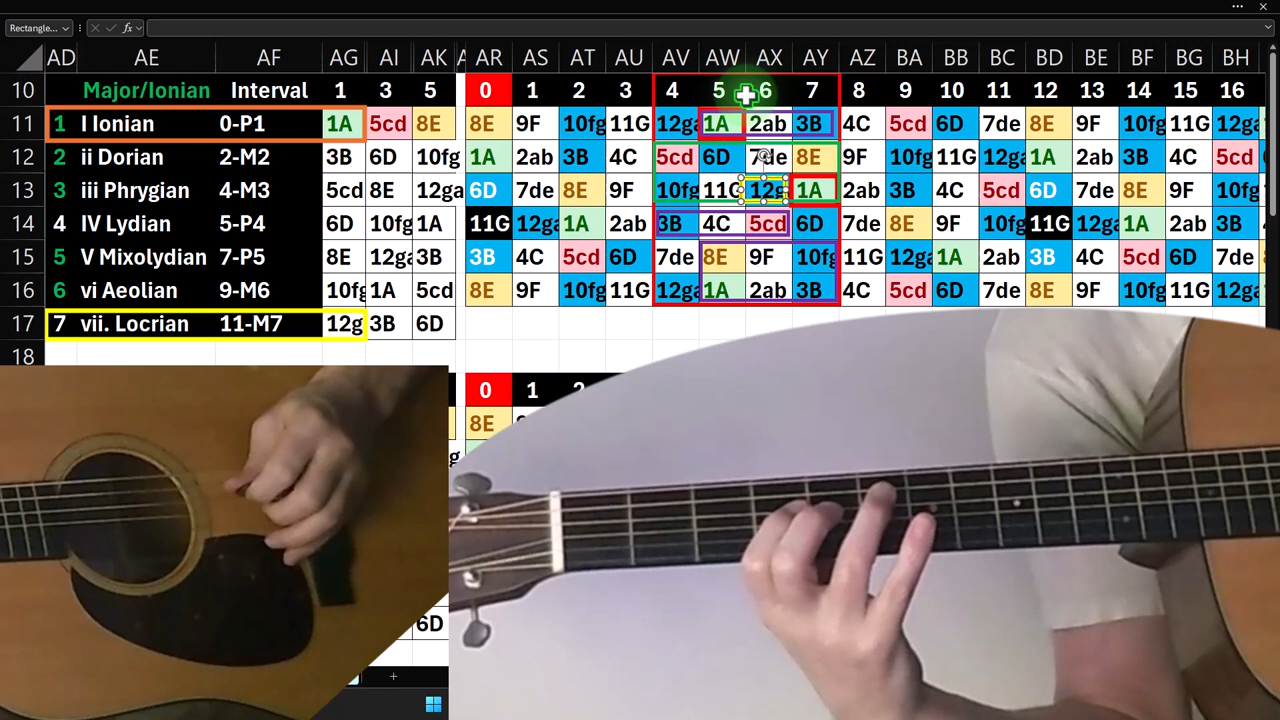 Rectangle... fx
AD AE AF AG AI AK AR AS AT AU AV AW AX AY AZ BA BB BC BD BE BF BG BH
10 Major/Ionian Interval 1 3 5 0 1 2 3 4 5 6 7 8 9 10 11 12 13 14 15 16
11 1 I Ionian 0-P1 1A 5cd 8E 8E 9F 10fg 11G 12ga 1A 2ab 3B 4C 5cd 6D 7de 8E 9F 10fg 11G 12ga
12 2 ii Dorian 2-M2 3B 6D 10fg 1A 2ab 3B 4C 5cd 6D 7de 8E 9F 10fg 11G 12ga 1A 2ab 3B 4C 5cd
13 3 iii Phrygian 4-M3 5cd 8E 12ga 6D 7de 8E 9F 10fg 11G 12g 1A 2ab 3B 4C 5cd 6D 7de 8E 9F 10fg
14 4 IV Lydian 5-P4 6D 10fg 1A 11G 12ga 1A 2ab 3B 4C 5cd 6D 7de 8E 9F 10fg 11G 12ga 1A 2ab 3B
15 5 V Mixolydian 7-P5 8E 12ga 3B 3B 4C 5cd 6D 7de 8E 9F 10fg 11G 12ga 1A 2ab 3B 4C 5cd 6D 7de
16 6 vi Aeolian 9-M6 10fg 1A 5cd 8E 9F 10fg 11G 12ga 1A 2ab 3B 4C 5cd 6D 7de 8E 9F 10fg 11G 12ga
17 7 vii. Locrian 11-M7 12g 3B 6D
18
0 1 2
8E
6D